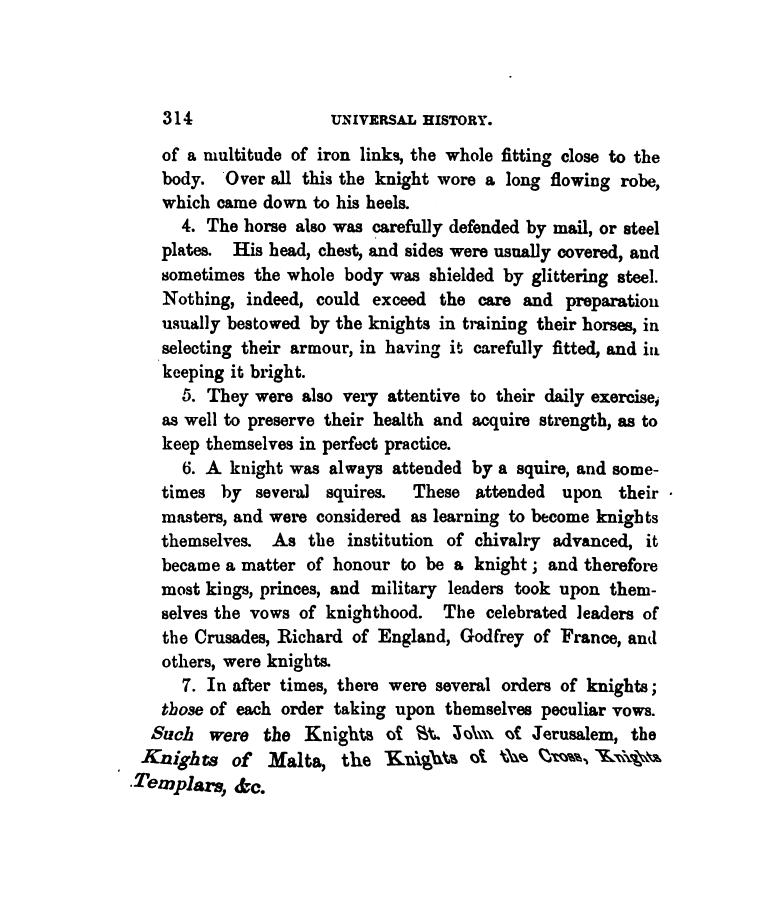 314 UNIVERSAL HISTORY.
of a multitude of iron links, the whole fitting close to the
body. Over all this the knight wore a long flowing robe,
which came down to his heels.
4. The horse also was carefully defended by mail, or steel
plates. His head, chest, and sides were usually covered, and
sometimes the whole body was shielded by glittering steel.
Nothing, indeed, could exceed the care and preparation
usually bestowed by the knights in training their horses, in
selecting their armour, in having it carefully fitted, and in
keeping it bright.
5. They were also very attentive to their daily exercise,
as well to preserve their health and acquire strength, as to
keep themselves in perfect practice.
6. A knight was always attended by a squire, and some-
times by several squires. These attended upon their
masters, and were considered as learning to become knights
themselves. As the institution of chivalry advanced, it
became a matter of honour to be a knight; and therefore
most kings, princes, and military leaders took upon them-
selves the vows of knighthood. The celebrated leaders of
the Crusades, Richard of England, Godfrey of France, and
others, were knights.
7. In after times, there were several orders of knights;
those of each order taking upon themselves peculiar vows.
Such were the Knights of St. John of Jerusalem, the
Knights of Malta, the Knights of the Cross, Knights
Templars, &c.